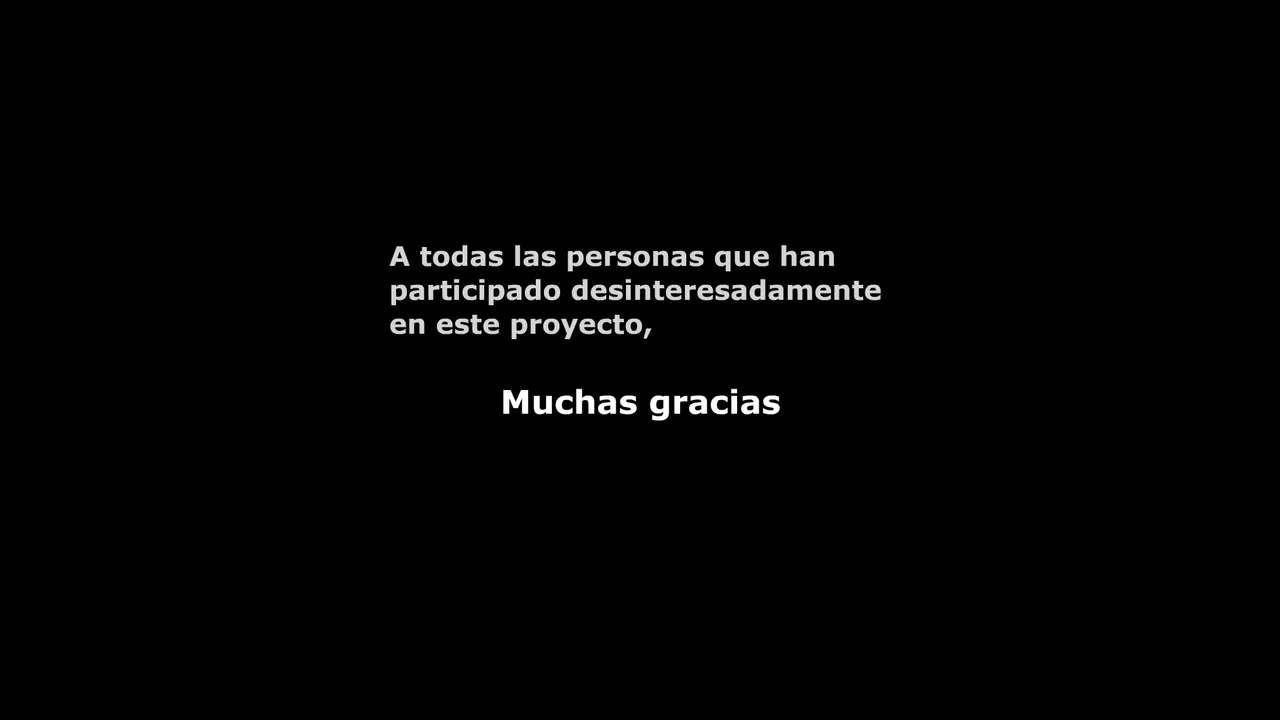 A todas las personas que han
participado desinteresadamente
en este proyecto,
Muchas gracias